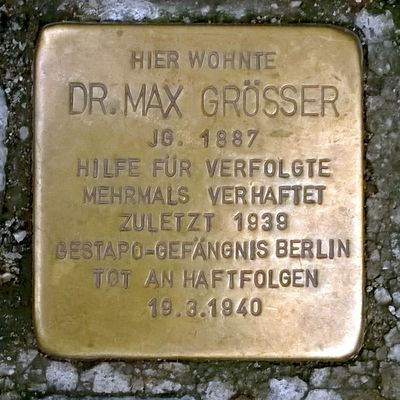 HIER WOHNTE
DR. MAX GRÖSSER
JG. 1887
HILFE FÜR VERFOLGTE
MEHRMALS VERHAFTET
ZULETZT 1939
GESTAPO-GEFÄNGNIS BERLIN
TOT AN HAFTFOLGEN
19.3.1940